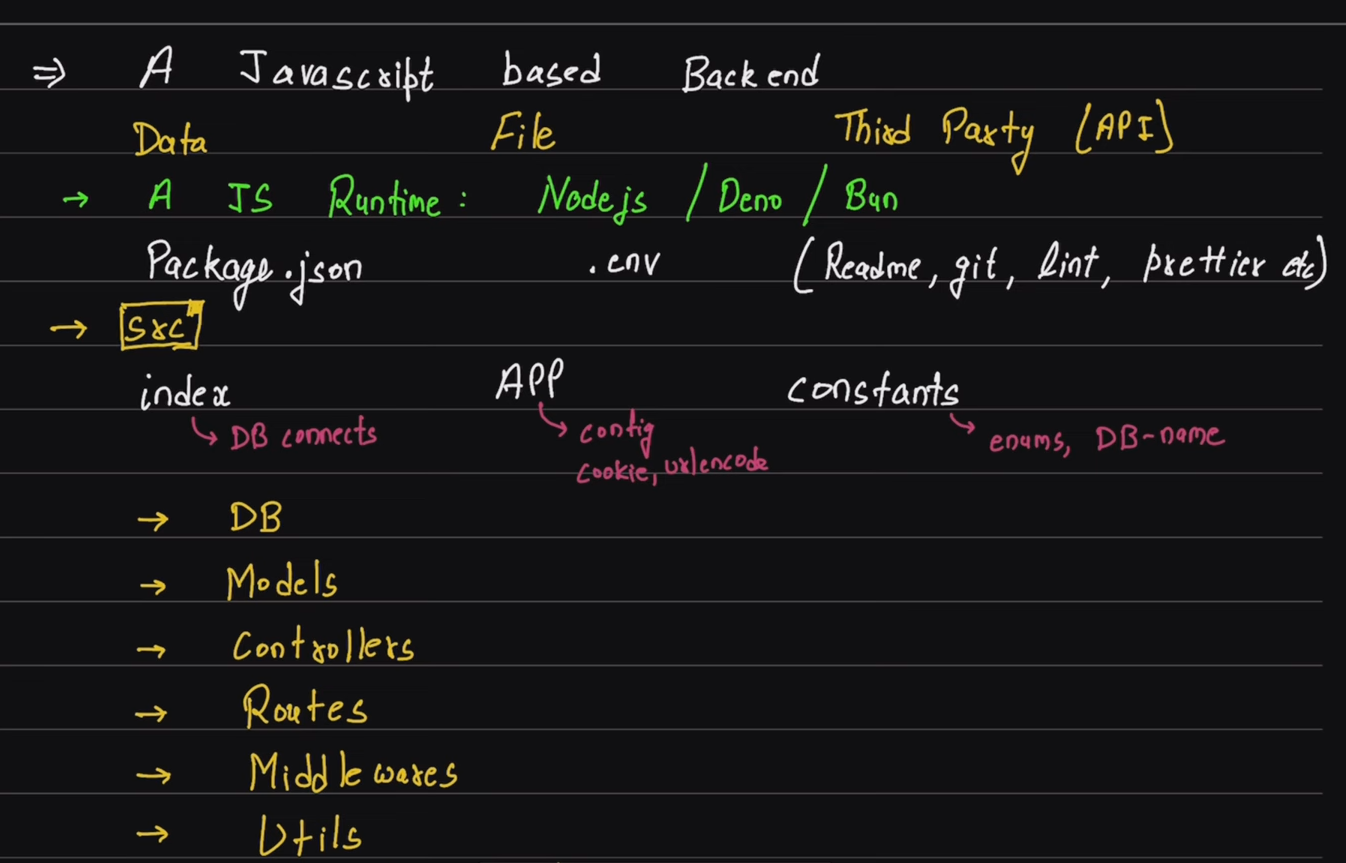 ⇒ A Javascript based Backend
Data File Third Party (API)
→ A JS Runtime: Nodejs / Deno / Bun
Package.json .env (Readme, git, lint, prettier etc)
→ src
index APP constants
↳ DB connects ↳ config ↳ enums, DB-name
cookie, urlencode
→ DB
→ Models
→ Controllers
→ Routes
→ Middlewares
→ Utils